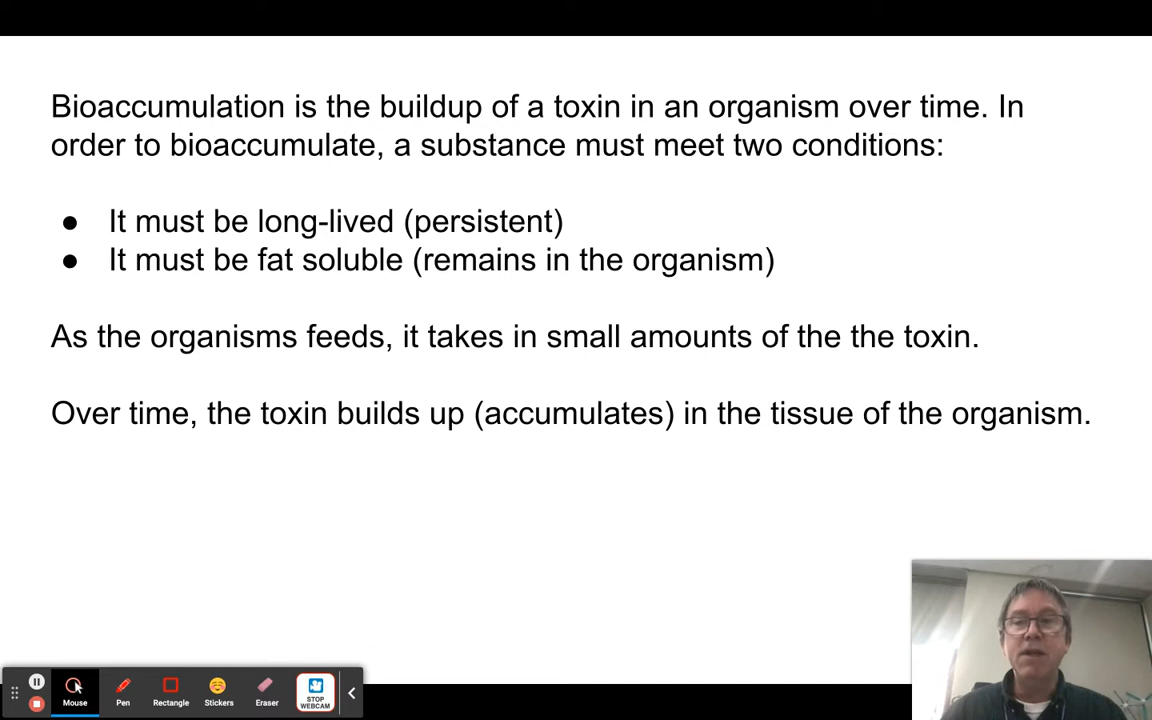 Bioaccumulation is the buildup of a toxin in an organism over time. In
order to bioaccumulate, a substance must meet two conditions:
● It must be long-lived (persistent)
● It must be fat soluble (remains in the organism)
As the organisms feeds, it takes in small amounts of the the toxin.
Over time, the toxin builds up (accumulates) in the tissue of the organism.
Mouse
Pen
Rectangle
Stickers
Eraser
STOP
WEBCAM